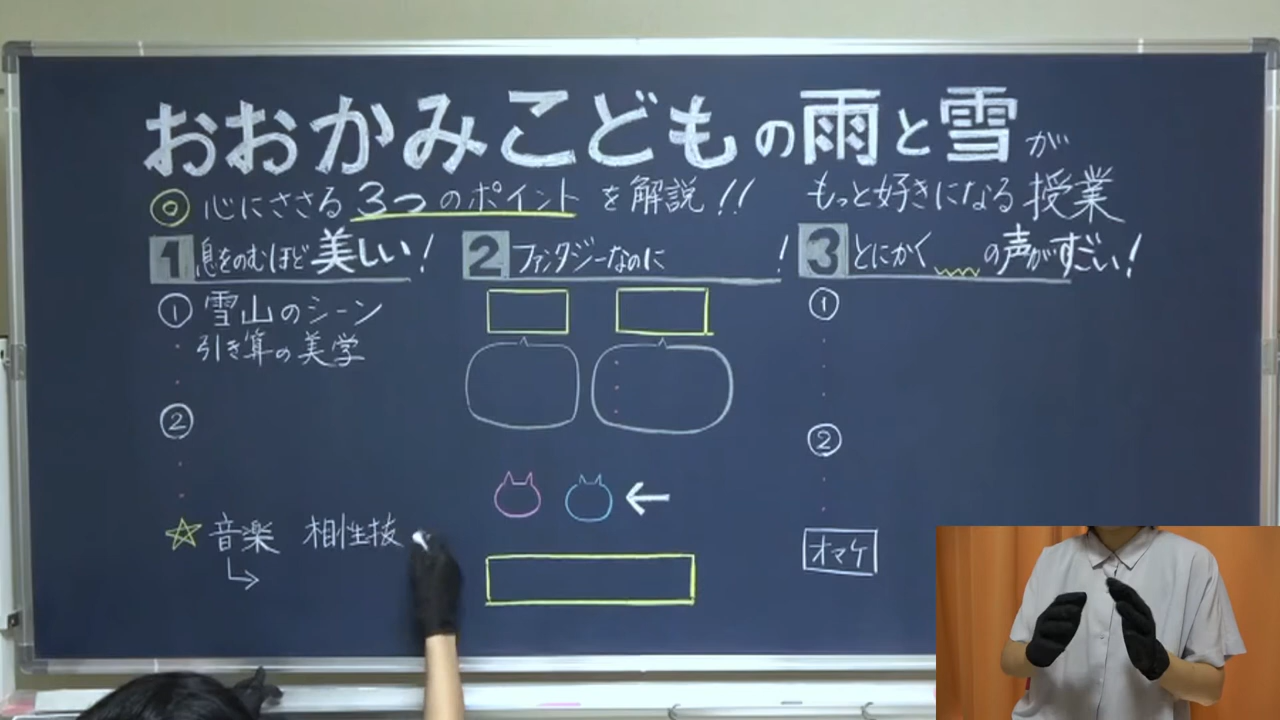 おおかみこどもの雨と雪が
◎ 心にささる3つのポイントを解説!! もっと好きになる授業
1 息をのむほど美しい!
① 雪山のシーン
引き算の美学
②
☆ 音楽 相性抜
2 ファンタジーなのに !
3 とにかく の声がすごい!
①
②
オマケ